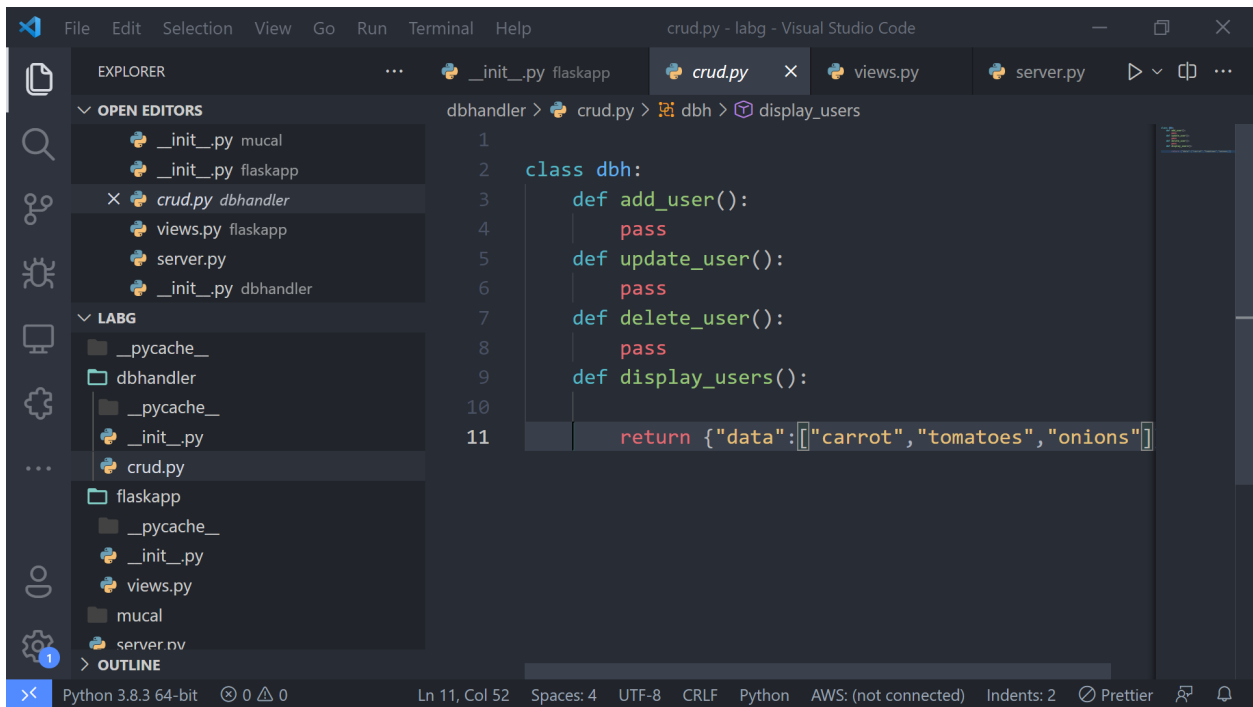 File Edit Selection View Go Run Terminal Help crud.py - labg - Visual Studio Code
EXPLORER
__init__.py flaskapp crud.py views.py server.py
OPEN EDITORS
__init__.py mucal
__init__.py flaskapp
crud.py dbhandler
views.py flaskapp
server.py
__init__.py dbhandler
LABG
__pycache__
dbhandler
__pycache__
__init__.py
crud.py
flaskapp
__pycache__
__init__.py
views.py
mucal
server.py
OUTLINE
1
dbhandler > crud.py > dbh > display_users
1
2 class dbh:
3 def add_user():
4 pass
5 def update_user():
6 pass
7 def delete_user():
8 pass
9 def display_users():
10
11 return {"data":["carrot","tomatoes","onions"]
Python 3.8.3 64-bit 0 0 Ln 11, Col 52 Spaces: 4 UTF-8 CRLF Python AWS: (not connected) Indents: 2 Prettier